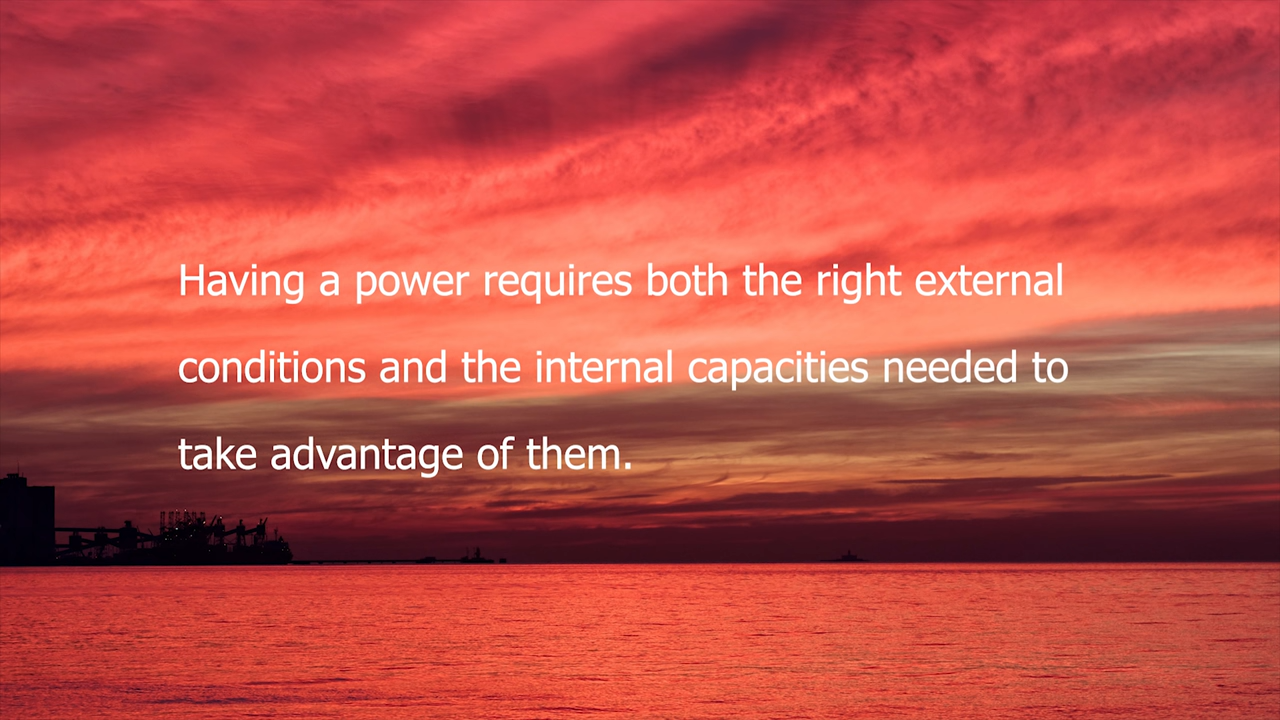 Having a power requires both the right external
conditions and the internal capacities needed to
take advantage of them.